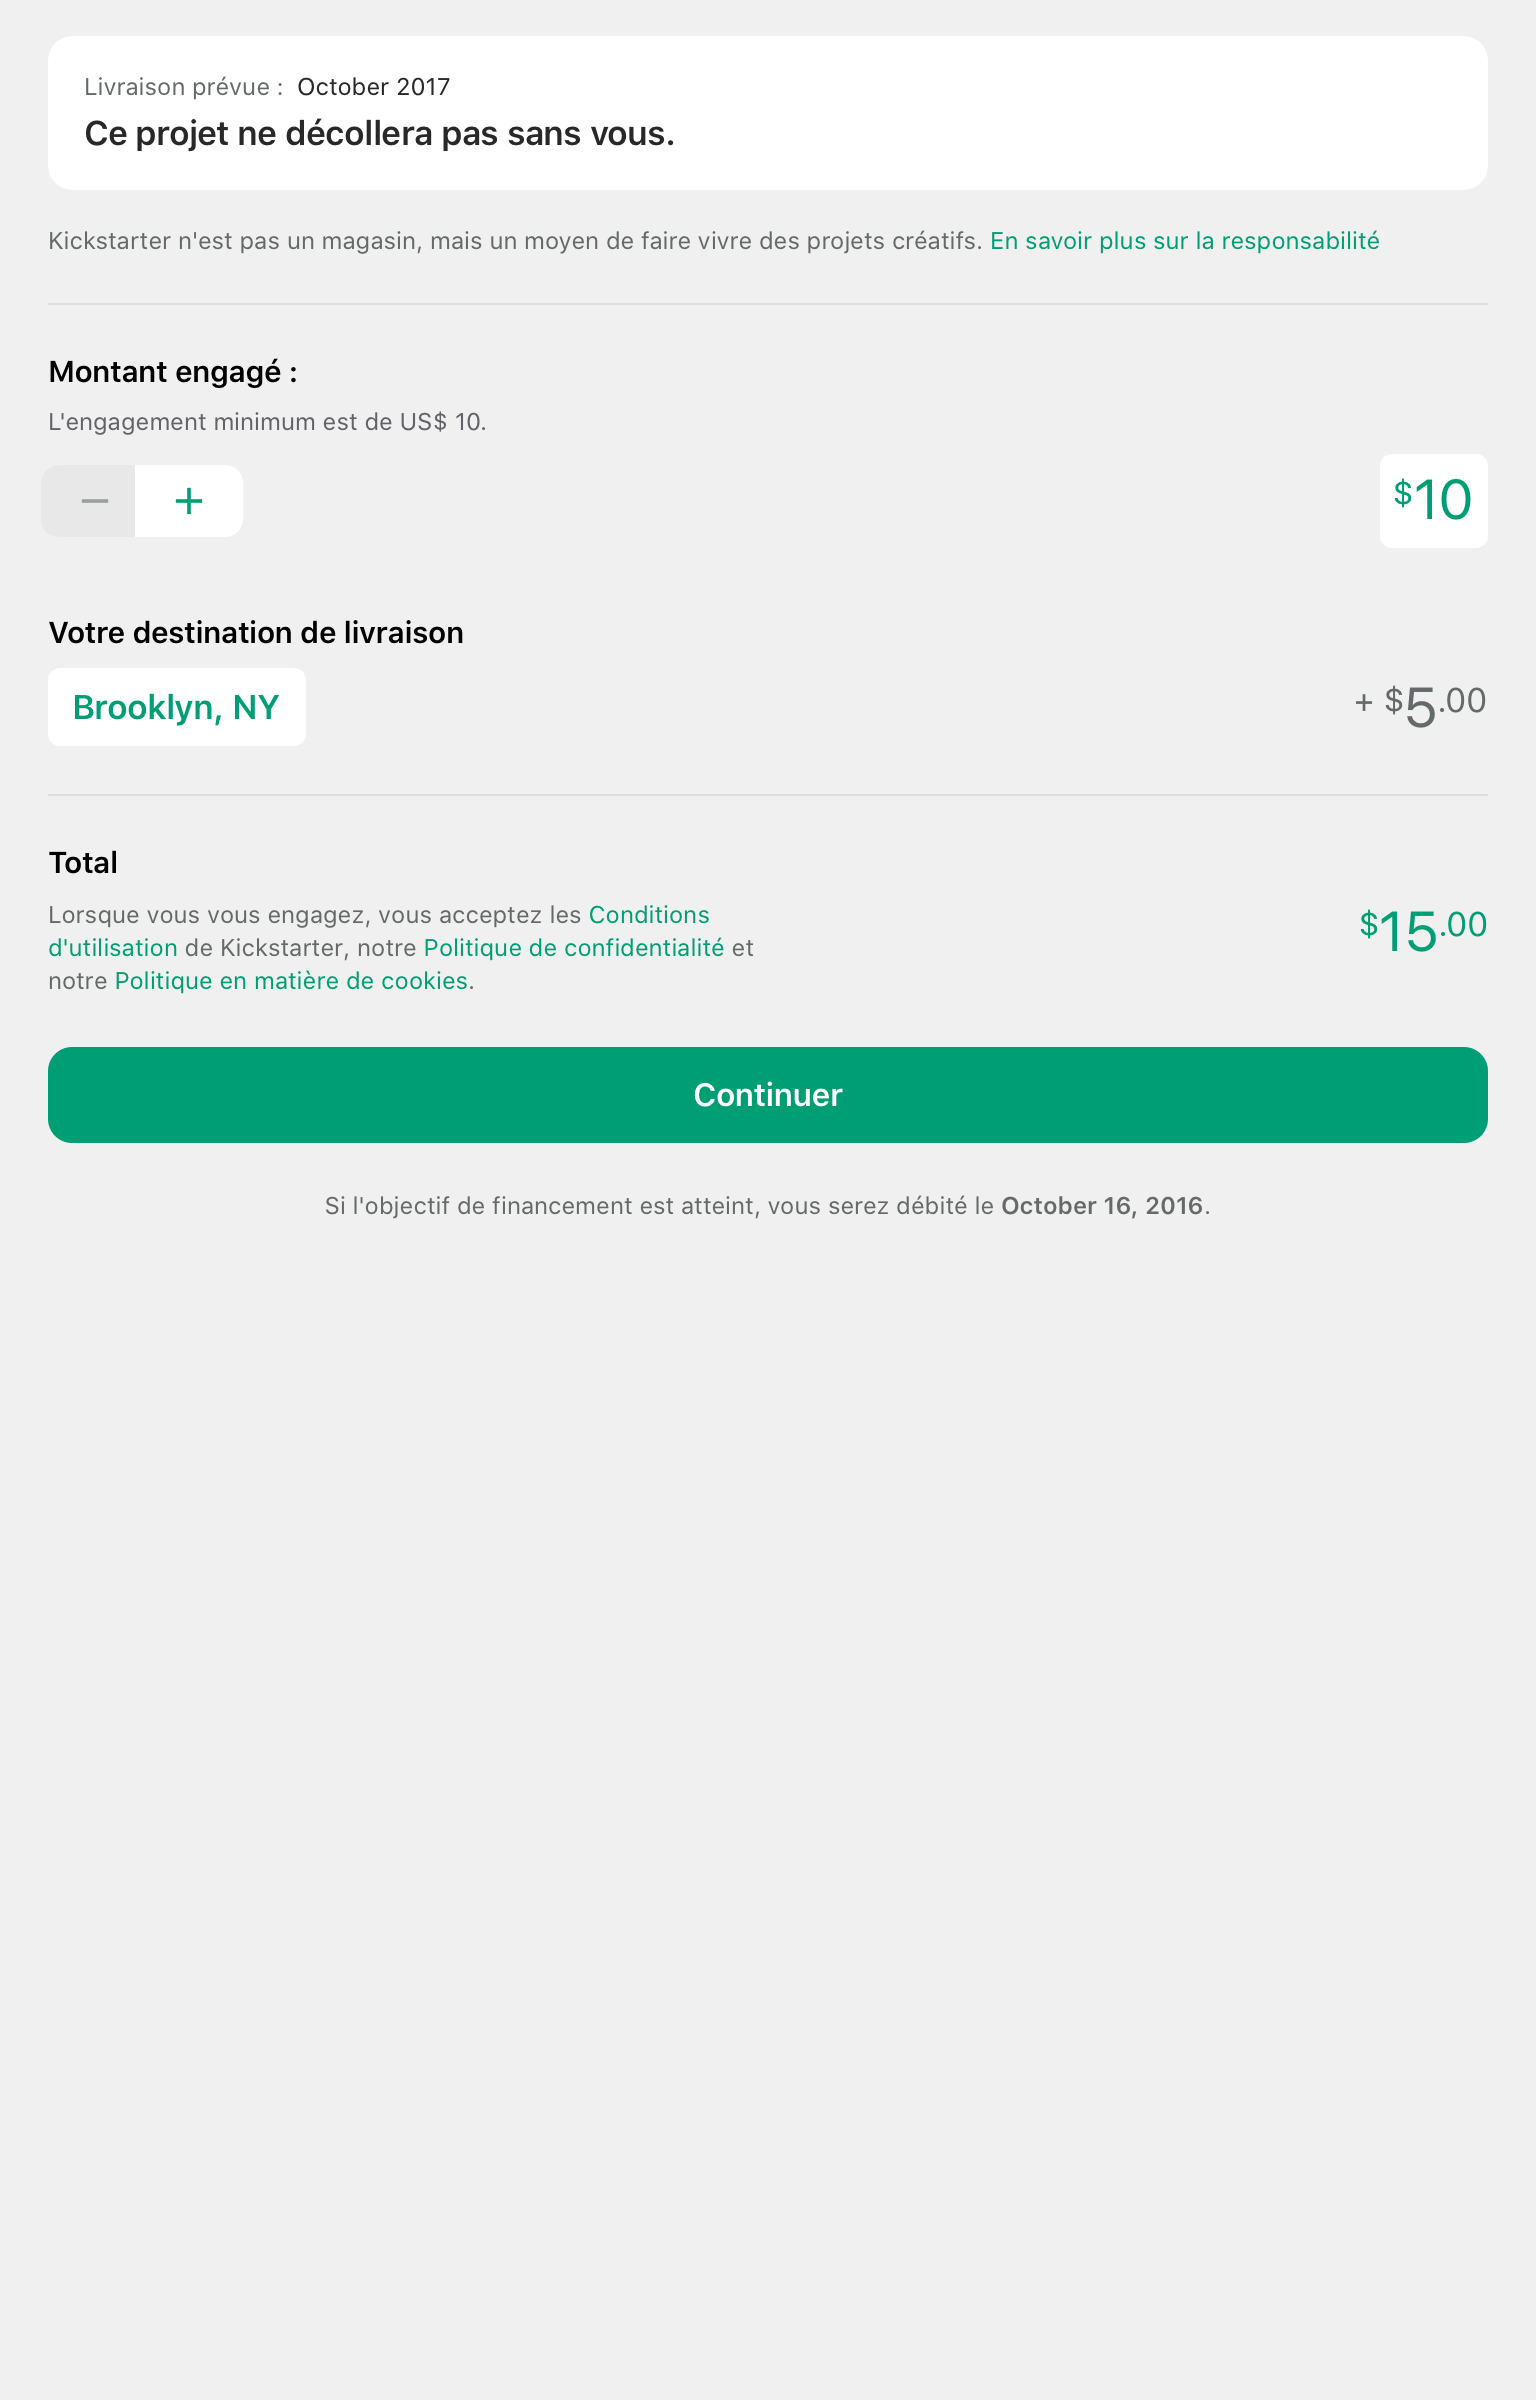 Livraison prévue : October 2017
Ce projet ne décollera pas sans vous.
Kickstarter n'est pas un magasin, mais un moyen de faire vivre des projets créatifs. En savoir plus sur la responsabilité
Montant engagé :
L'engagement minimum est de US$ 10.
− + $10
Votre destination de livraison
Brooklyn, NY + $5.00
Total
Lorsque vous vous engagez, vous acceptez les Conditions
d'utilisation de Kickstarter, notre Politique de confidentialité et
notre Politique en matière de cookies.
$15.00
Continuer
Si l'objectif de financement est atteint, vous serez débité le October 16, 2016.